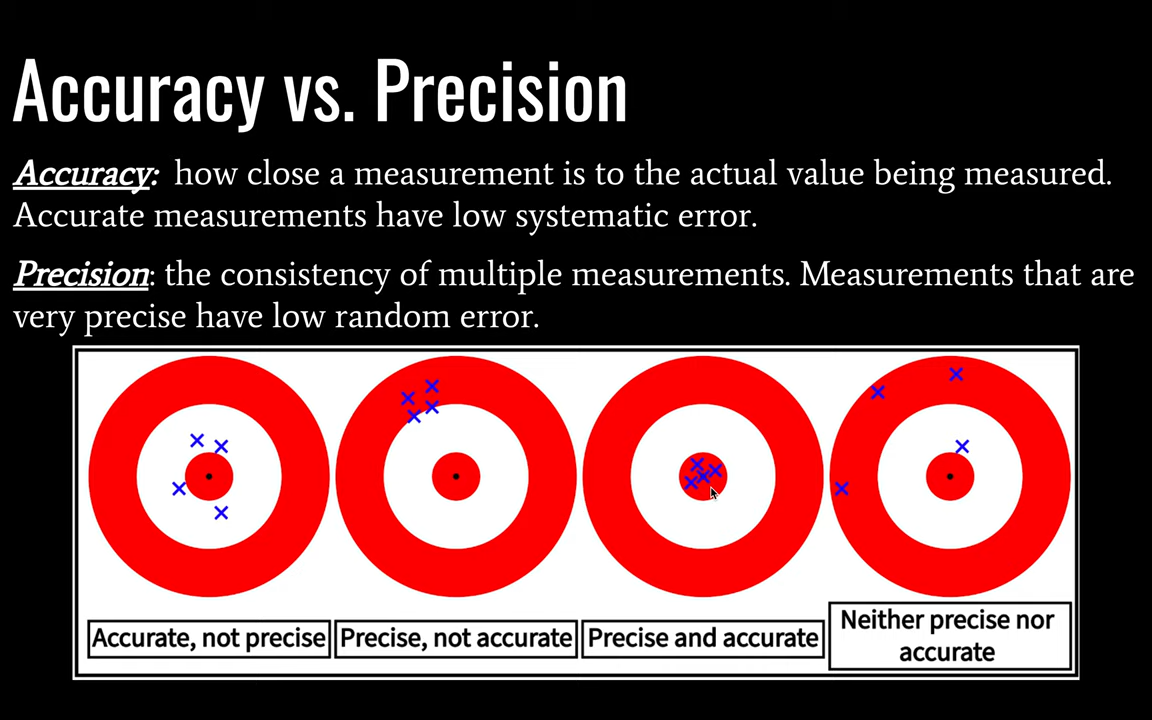 Accuracy vs. Precision
Accuracy: how close a measurement is to the actual value being measured.
Accurate measurements have low systematic error.
Precision: the consistency of multiple measurements. Measurements that are
very precise have low random error.
Accurate, not precise
Precise, not accurate
Precise and accurate
Neither precise nor
accurate